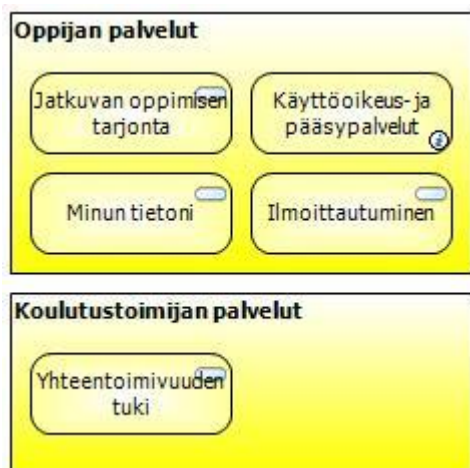 Oppijan palvelut
Jatkuvan oppimisen
tarjonta
Käyttöoikeus- ja
pääsypalvelut
Minun tietoni
Ilmoittautuminen
Koulutustoimijan palvelut
Yhteentoimivuuden
tuki